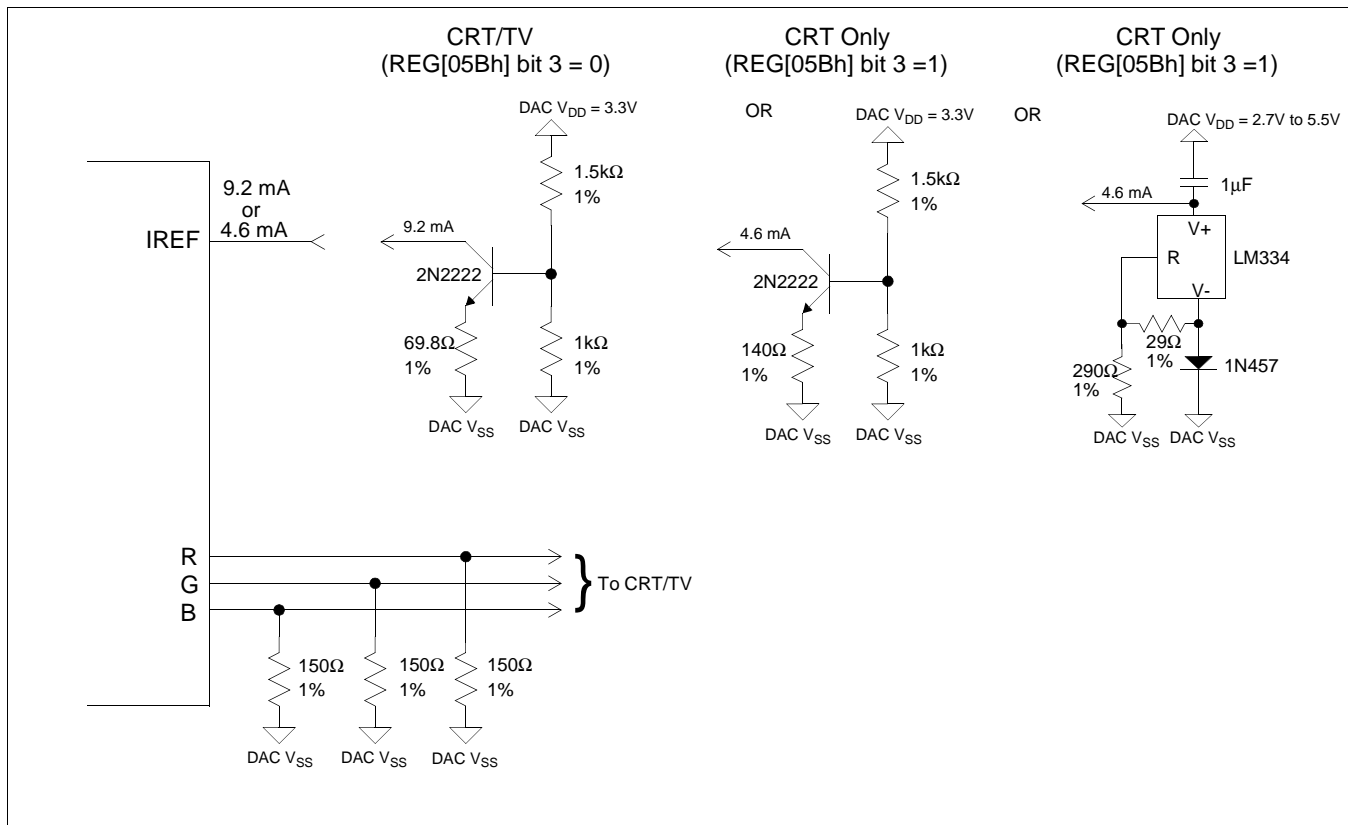 CRT/TV
(REG[05Bh] bit 3 = 0)
CRT Only
(REG[05Bh] bit 3 =1)
CRT Only
(REG[05Bh] bit 3 =1)
OR
OR
DAC VDD = 3.3V
1.5kΩ
1%
9.2 mA
2N2222
69.8Ω
1%
1kΩ
1%
DAC VSS
DAC VSS
DAC VDD = 3.3V
1.5kΩ
1%
4.6 mA
2N2222
140Ω
1%
1kΩ
1%
DAC VSS
DAC VSS
DAC VDD = 2.7V to 5.5V
1μF
4.6 mA
V+
R
LM334
V-
29Ω
1%
290Ω
1%
1N457
DAC VSS
DAC VSS
9.2 mA
or
4.6 mA
IREF
R
G
B
To CRT/TV
150Ω
1%
150Ω
1%
150Ω
1%
DAC VSS
DAC VSS
DAC VSS